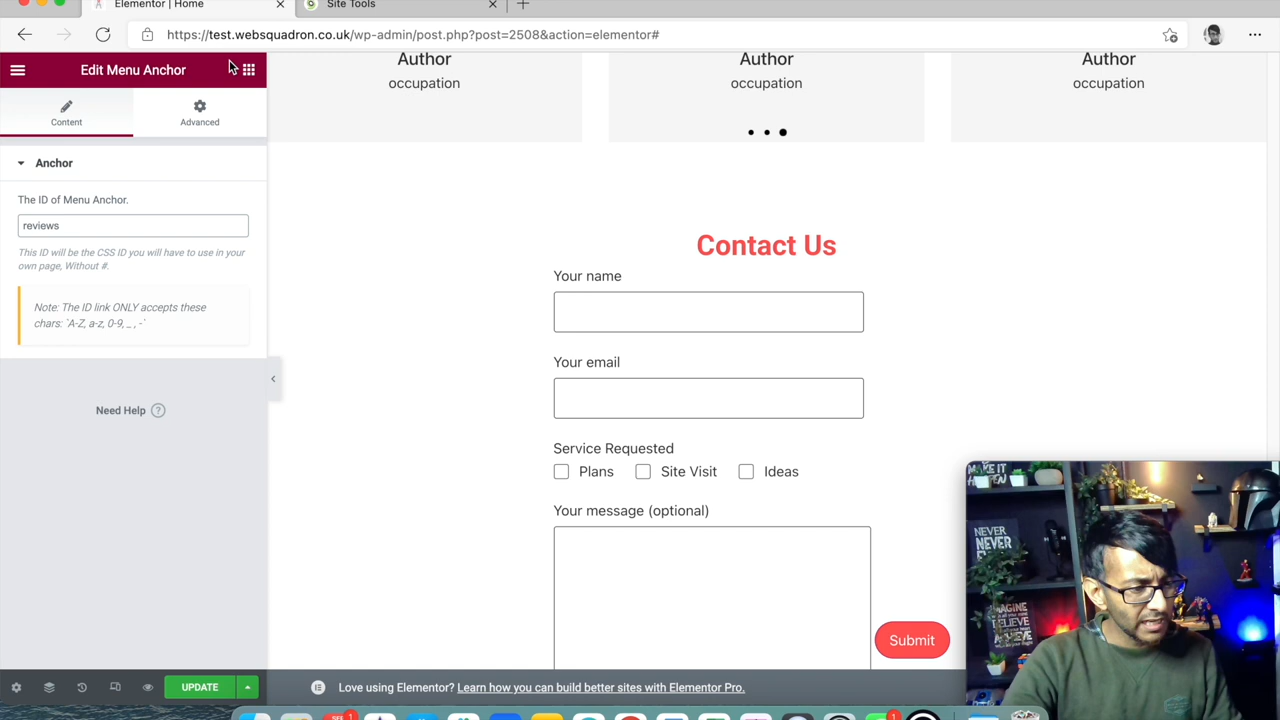 Elementor | Home
Site Tools
https://test.websquadron.co.uk/wp-admin/post.php?post=2508&action=elementor#
Edit Menu Anchor
Content
Advanced
Anchor
The ID of Menu Anchor.
reviews
This ID will be the CSS ID you will have to use in your
own page, Without #.
Note: The ID link ONLY accepts these
chars: `A-Z, a-z, 0-9, _ , -`
Need Help ?
UPDATE
Author
occupation
Author
occupation
Author
occupation
Contact Us
Your name
Your email
Service Requested
Plans
Site Visit
Ideas
Your message (optional)
Submit
Love using Elementor? Learn how you can build better sites with Elementor Pro.
MAKE IT
HAPPEN
NEVER
NEVER